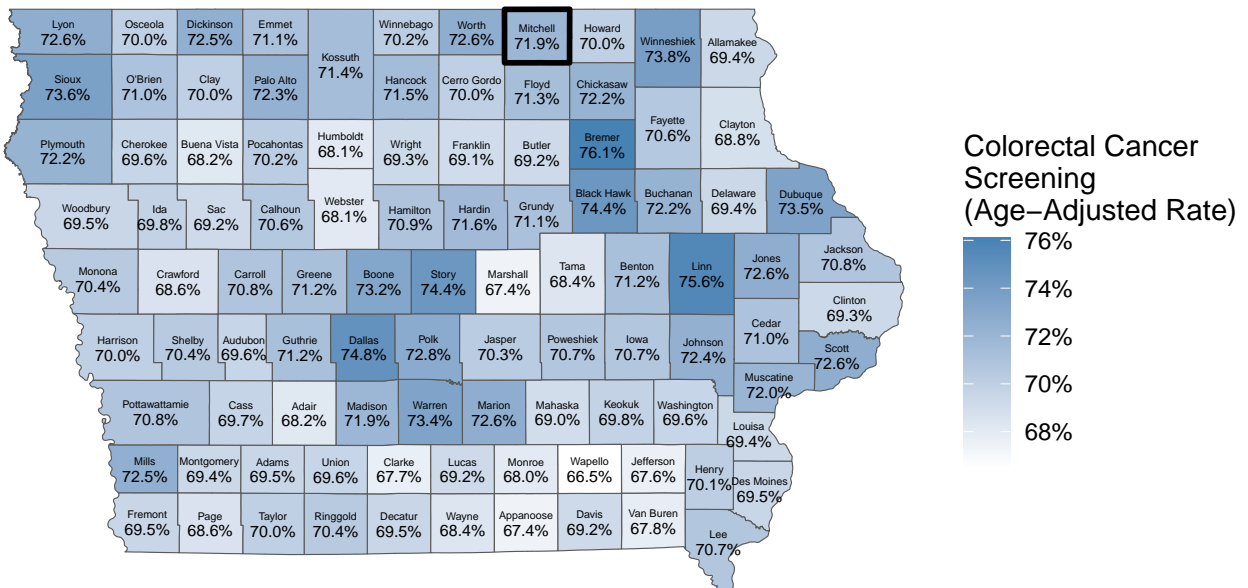 Lyon
72.6%
Osceola
70.0%
Dickinson
72.5%
Emmet
71.1%
Kossuth
71.4%
Winnebago
70.2%
Worth
72.6%
Mitchell
71.9%
Howard
70.0%
Winneshiek
73.8%
Allamakee
69.4%
Sioux
73.6%
O'Brien
71.0%
Clay
70.0%
Palo Alto
72.3%
Hancock
71.5%
Cerro Gordo
70.0%
Floyd
71.3%
Chickasaw
72.2%
Fayette
70.6%
Clayton
68.8%
Plymouth
72.2%
Cherokee
69.6%
Buena Vista
68.2%
Pocahontas
70.2%
Humboldt
68.1%
Wright
69.3%
Franklin
69.1%
Butler
69.2%
Bremer
76.1%
Woodbury
69.5%
Ida
69.8%
Sac
69.2%
Calhoun
70.6%
Webster
68.1%
Hamilton
70.9%
Hardin
71.6%
Grundy
71.1%
Black Hawk
74.4%
Buchanan
72.2%
Delaware
69.4%
Dubuque
73.5%
Monona
70.4%
Crawford
68.6%
Carroll
70.8%
Greene
71.2%
Boone
73.2%
Story
74.4%
Marshall
67.4%
Tama
68.4%
Benton
71.2%
Linn
75.6%
Jones
72.6%
Jackson
70.8%
Clinton
69.3%
Harrison
70.0%
Shelby
70.4%
Audubon
69.6%
Guthrie
71.2%
Dallas
74.8%
Polk
72.8%
Jasper
70.3%
Poweshiek
70.7%
Iowa
70.7%
Johnson
72.4%
Cedar
71.0%
Scott
72.6%
Muscatine
72.0%
Pottawattamie
70.8%
Cass
69.7%
Adair
68.2%
Madison
71.9%
Warren
73.4%
Marion
72.6%
Mahaska
69.0%
Keokuk
69.8%
Washington
69.6%
Louisa
69.4%
Mills
72.5%
Montgomery
69.4%
Adams
69.5%
Union
69.6%
Clarke
67.7%
Lucas
69.2%
Monroe
68.0%
Wapello
66.5%
Jefferson
67.6%
Henry
70.1%
Des Moines
69.5%
Fremont
69.5%
Page
68.6%
Taylor
70.0%
Ringgold
70.4%
Decatur
69.5%
Wayne
68.4%
Appanoose
67.4%
Davis
69.2%
Van Buren
67.8%
Lee
70.7%
Colorectal Cancer
Screening
(Age−Adjusted Rate)
76%
74%
72%
70%
68%